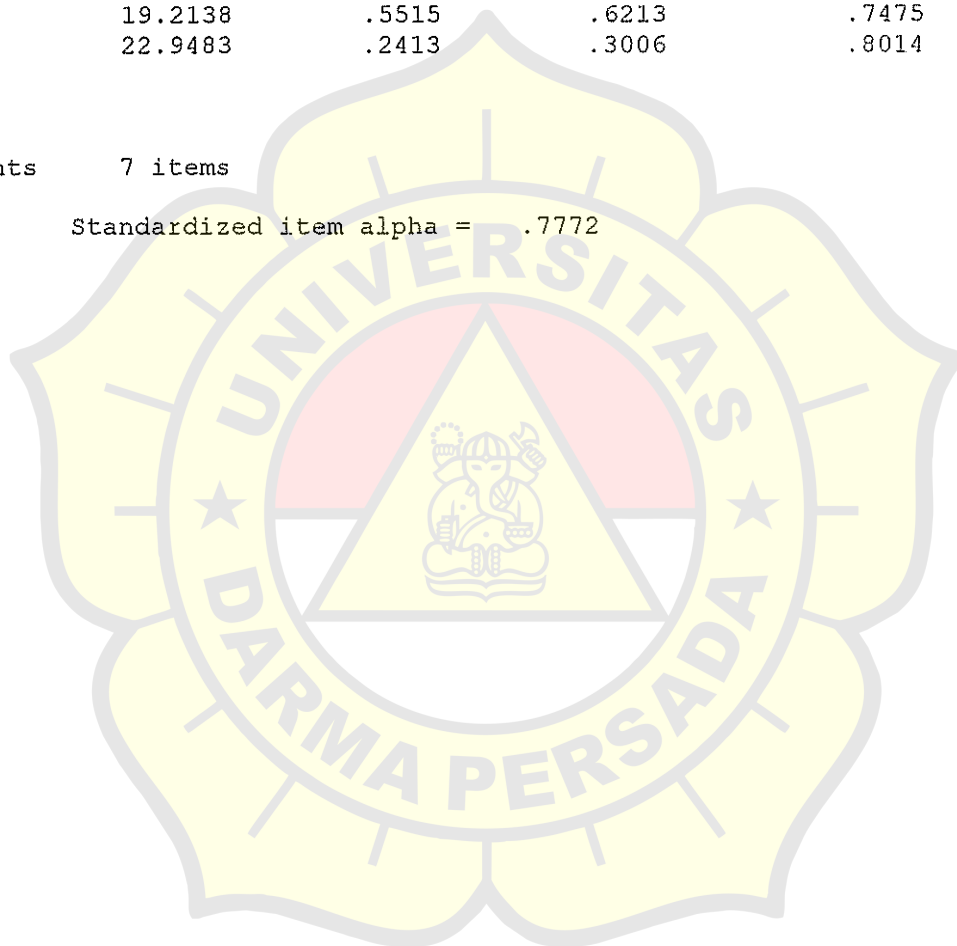 19.2138 .5515 .6213 .7475
22.9483 .2413 .3006 .8014
nts 7 items
Standardized item alpha = .7772
UNIVERSITAS
DARMA PERSADA